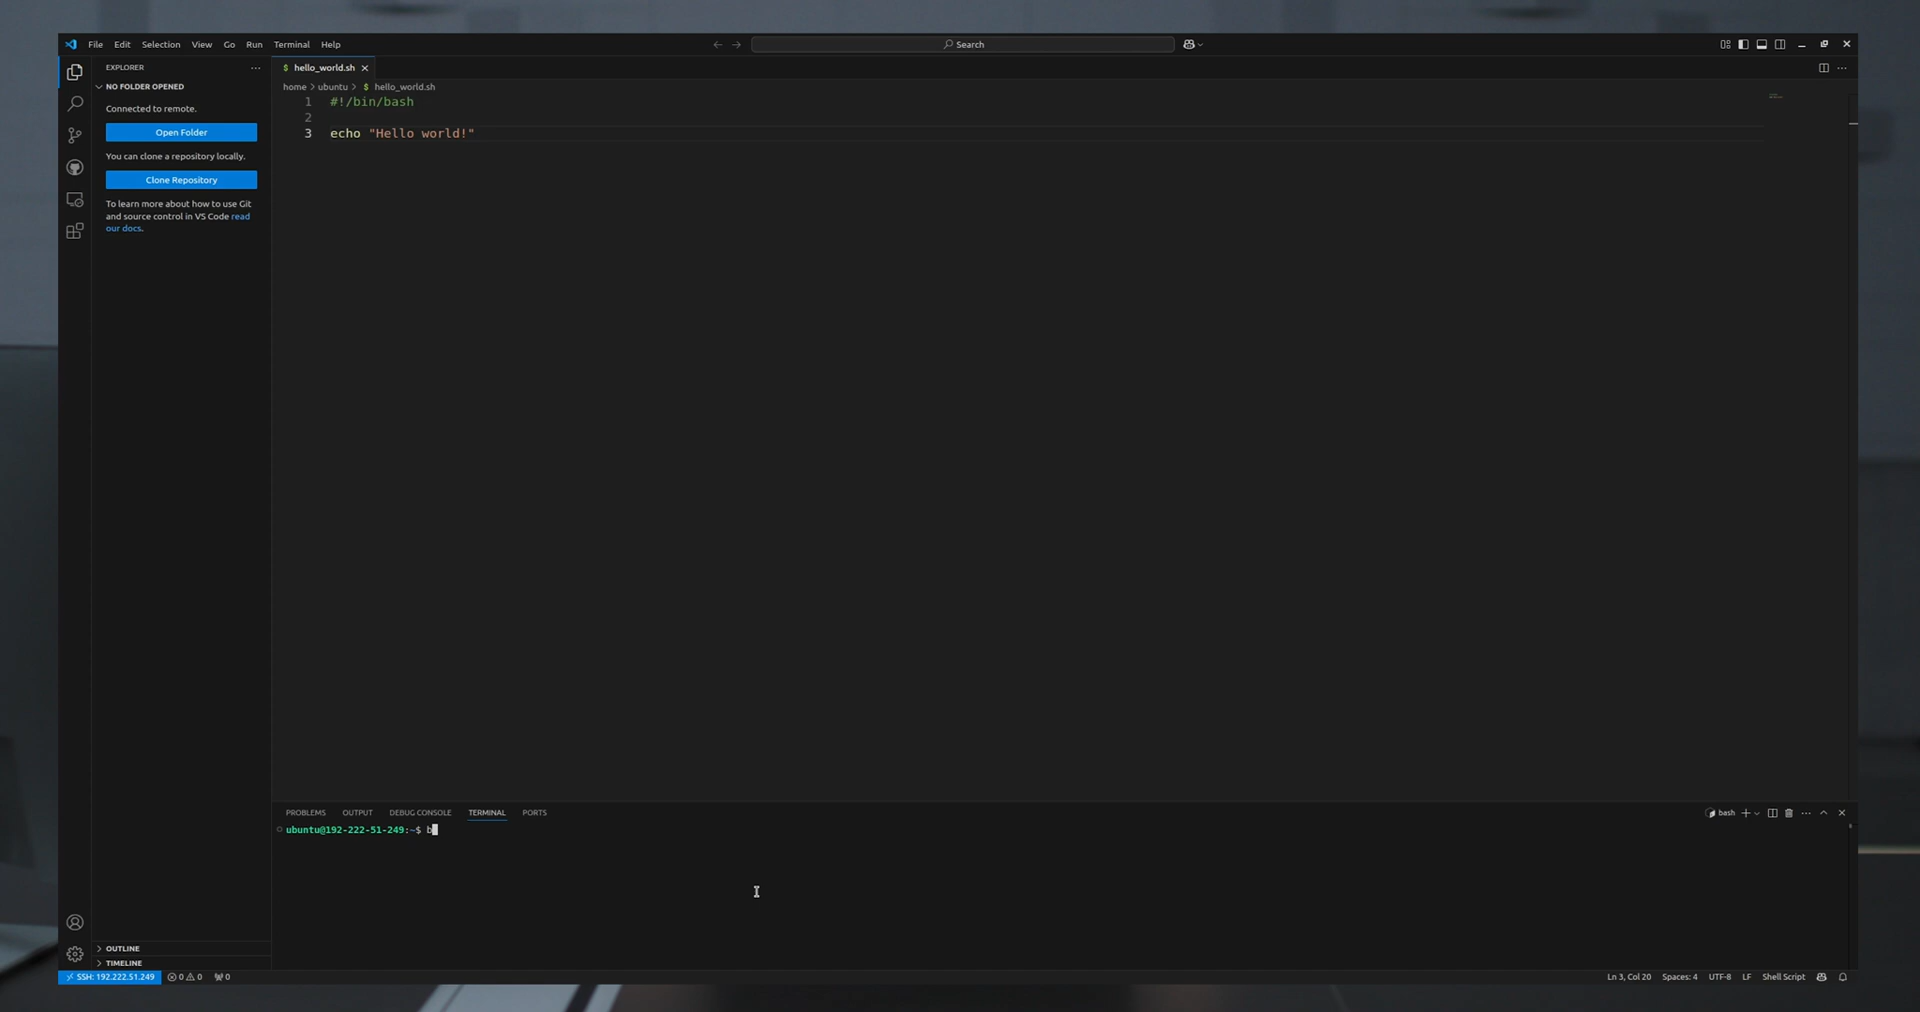 File Edit Selection View Go Run Terminal Help
Search
EXPLORER
NO FOLDER OPENED
Connected to remote.
Open Folder
You can clone a repository locally.
Clone Repository
To learn more about how to use Git
and source control in VS Code read
our docs.
OUTLINE
TIMELINE
$ hello_world.sh
home > ubuntu > $ hello_world.sh
1 #!/bin/bash
2
3 echo "Hello world!"
PROBLEMS OUTPUT DEBUG CONSOLE TERMINAL PORTS
bash
ubuntu@192-222-51-249:~$ b
SSH: 192.222.51.249 0 0 0
Ln 3, Col 20 Spaces: 4 UTF-8 LF Shell Script